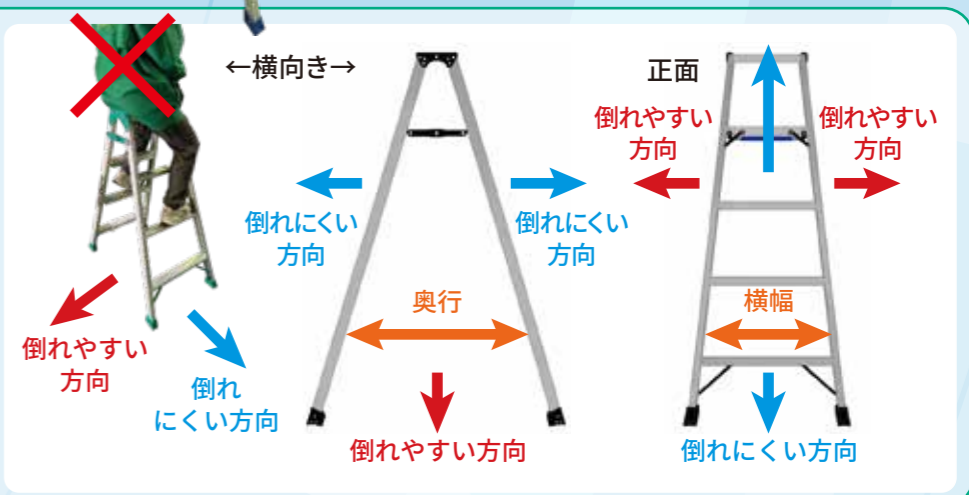 ←横向き→
正面
倒れやすい
方向
倒れやすい
方向
倒れにくい
方向
倒れにくい
方向
奥行
横幅
倒れやすい
方向
倒れ
にくい方向
倒れやすい方向
倒れにくい方向